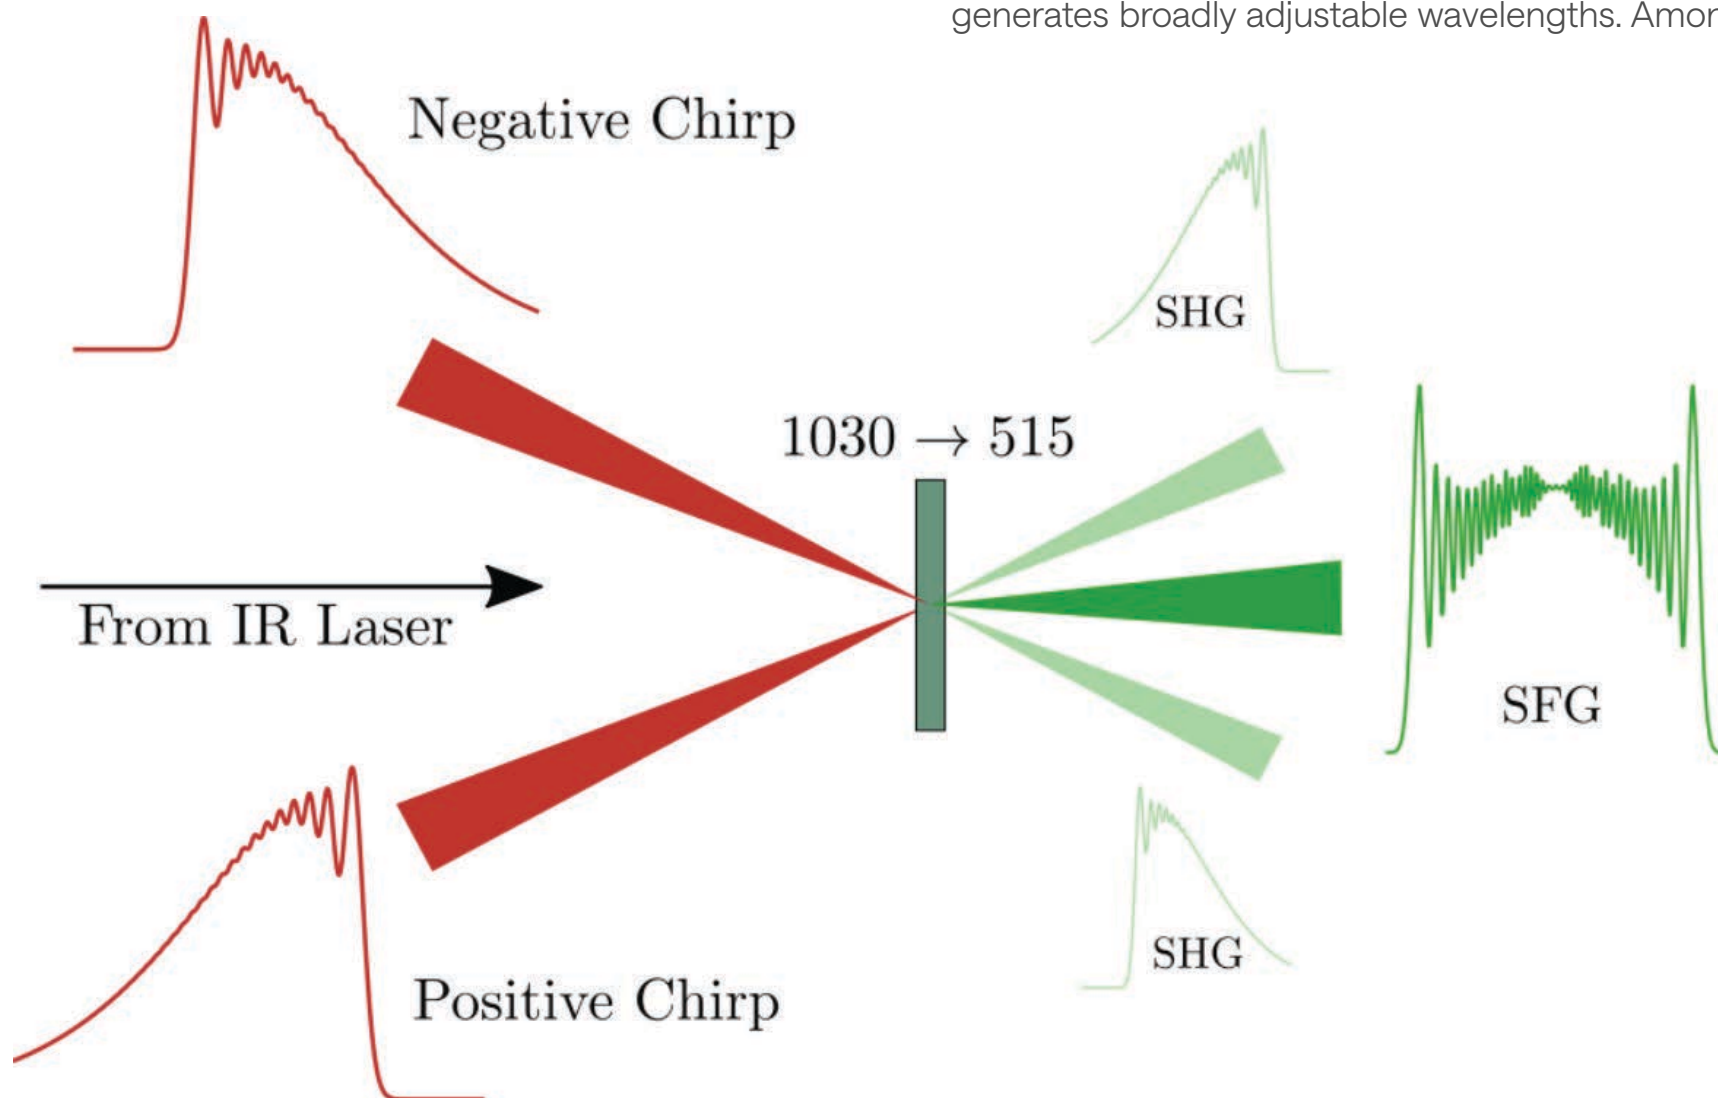 generates broadly adjustable wavelengths.
Negative Chirp
SHG
1030 → 515
From IR Laser
SFG
SHG
Positive Chirp